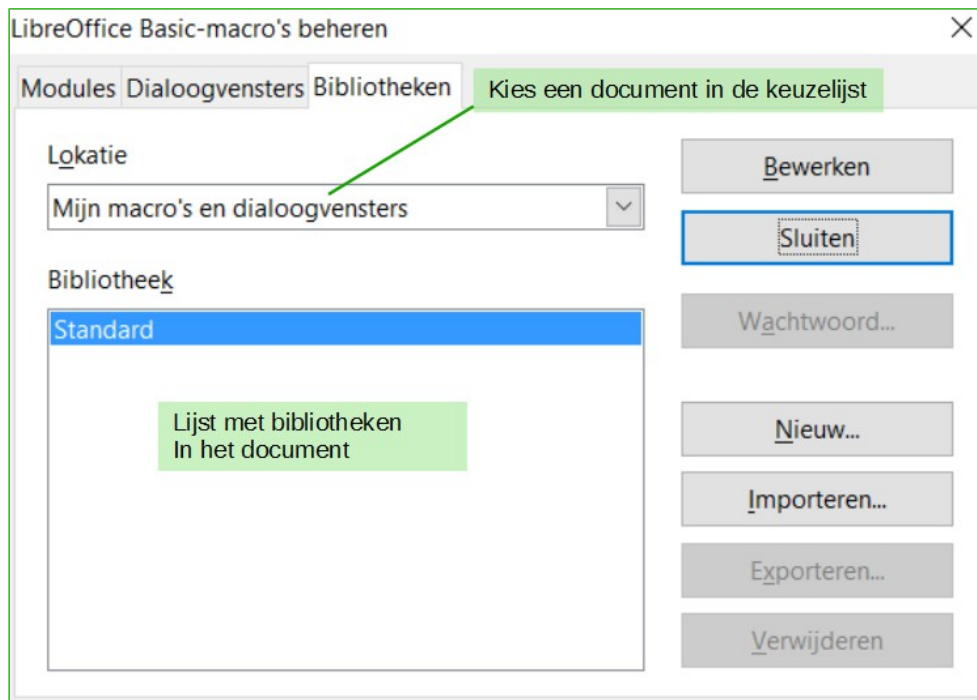 LibreOffice Basic-macro's beheren
Modules Dialoogvensters Bibliotheken
Kies een document in de keuzelijst
Lokatie
Mijn macro's en dialoogvensters
Bibliotheek
Standard
Lijst met bibliotheken
In het document
Bewerken
Sluiten
Wachtwoord...
Nieuw...
Importeren...
Exporteren...
Verwijderen